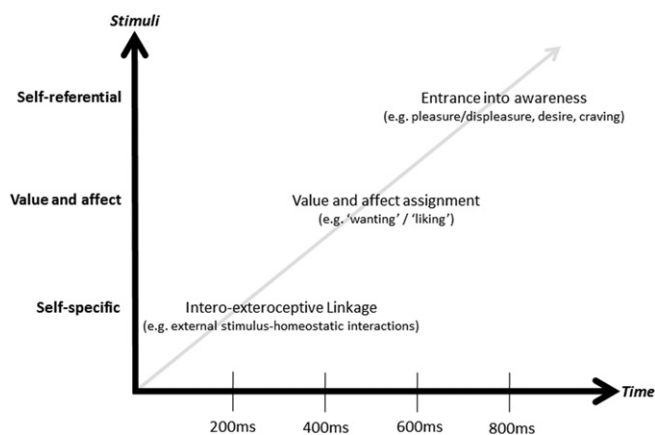 Stimuli
Self-referential
Entrance into awareness
(e.g. pleasure/displeasure, desire, craving)
Value and affect
Value and affect assignment
(e.g. ‘wanting’ / ‘liking’)
Self-specific
Intero-exteroceptive Linkage
(e.g. external stimulus-homeostatic interactions)
Time
200ms
400ms
600ms
800ms